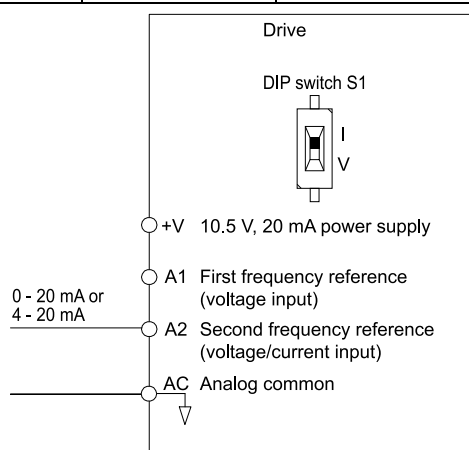 Drive
DIP switch S1
I
V
+V 10.5 V, 20 mA power supply
A1 First frequency reference
(voltage input)
0 - 20 mA or
4 - 20 mA
A2 Second frequency reference
(voltage/current input)
AC Analog common